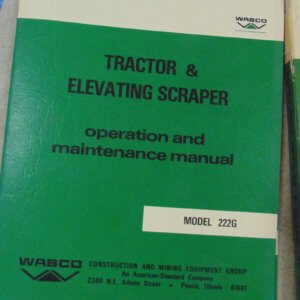 WABCO
TRACTOR &
ELEVATING SCRAPER
operation and
maintenance manual
MODEL 222G
WABCO
CONSTRUCTION AND MINING EQUIPMENT GROUP
An American-Standard Company
2300 N.E. Adams Street • Peoria, Illinois 61601